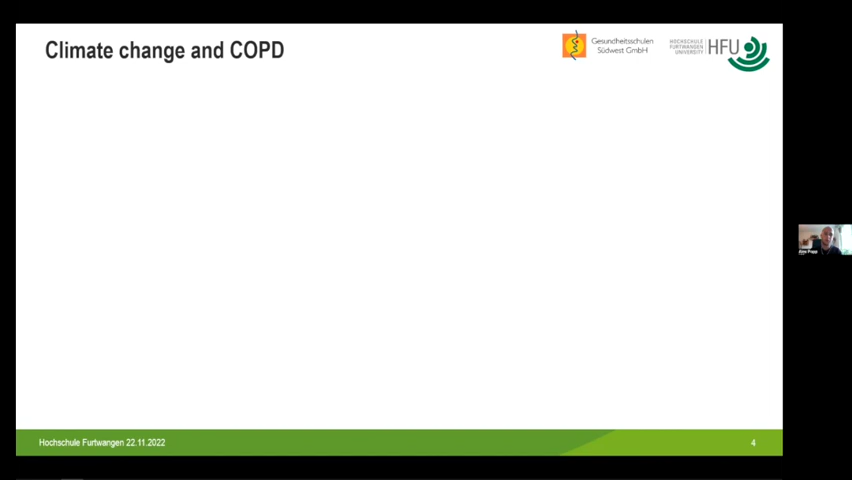 Climate change and COPD
Gesundheitsschulen
Südwest GmbH
HOCHSCHULE
FURTWANGEN
UNIVERSITY
HFU
Hochschule Furtwangen 22.11.2022
4